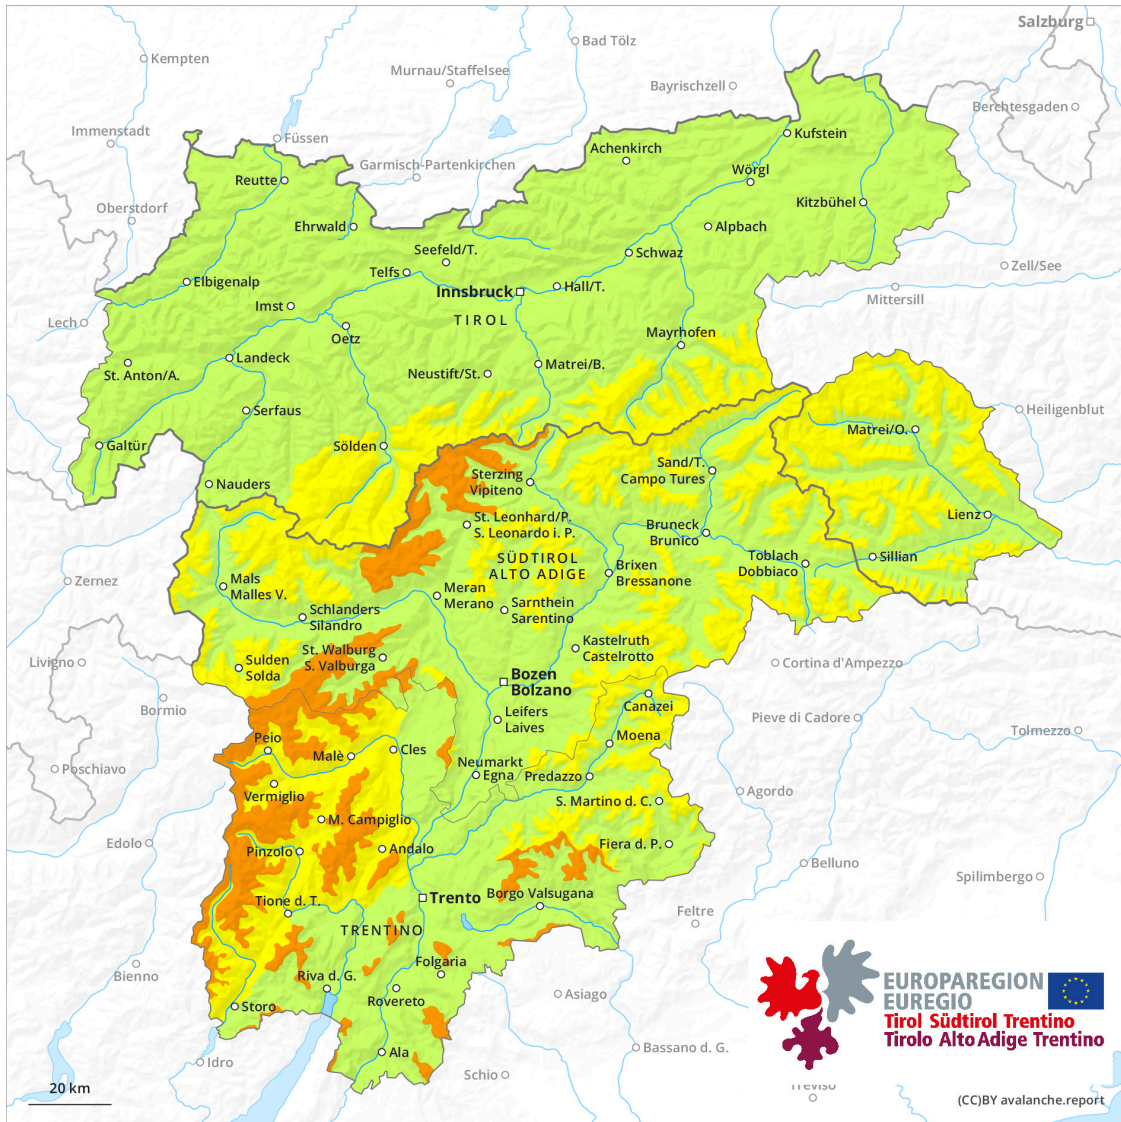 Salzburg
Bad Tölz
Kempten
Murnau/Staffelsee
Bayrischzell
Berchtesgaden
Immenstadt
Füssen
Kufstein
Achenkirch
Garmisch-Partenkirchen
Wörgl
Reutte
Oberstdorf
Kitzbühel
Ehrwald
Alpbach
Seefeld/T.
Schwaz
Zell/See
Telfs
Elbigenalp
Hall/T.
Innsbruck
Mittersill
Imst
TIROL
Lech
Oetz
Mayrhofen
Landeck
Matrei/B.
St. Anton/A.
Neustift/St.
Serfaus
Heiligenblut
Matrei/O.
Galtür
Sölden
Sand/T.
Campo Tures
Sterzing
Vipiteno
Nauders
Lienz
St. Leonhard/P.
S. Leonardo i. P.
Bruneck
Brunico
SÜDTIROL
ALTO ADIGE
Toblach
Dobbiaco
Sillian
Brixen
Bressanone
Zernez
Mals
Malles V.
Meran
Merano
Sarnthein
Sarentino
Schlanders
Silandro
Kastelruth
Castelrotto
St. Walburg
S. Valburga
Livigno
Sulden
Solda
Cortina d'Ampezzo
Bozen
Bolzano
Bormio
Canazei
Leifers
Laives
Pieve di Cadore
Tolmezzo
Peio
Moena
Cles
Malè
Poschiavo
Neumarkt
Egna
Predazzo
Vermiglio
Agordo
S. Martino d. C.
M. Campiglio
Edolo
Fiera d. P.
Pinzolo
Andalo
Belluno
Spilimbergo
Borgo Valsugana
Trento
Tione d. T.
Feltre
TRENTINO
Folgaria
Bienno
Riva d. G.
Asiago
Rovereto
Storo
Bassano d. G.
Ala
Idro
Schio
Treviso
EUROPAREGION
EUREGIO
Tirol Südtirol Trentino
Tirolo Alto Adige Trentino
20 km
(CC)BY avalanche.report